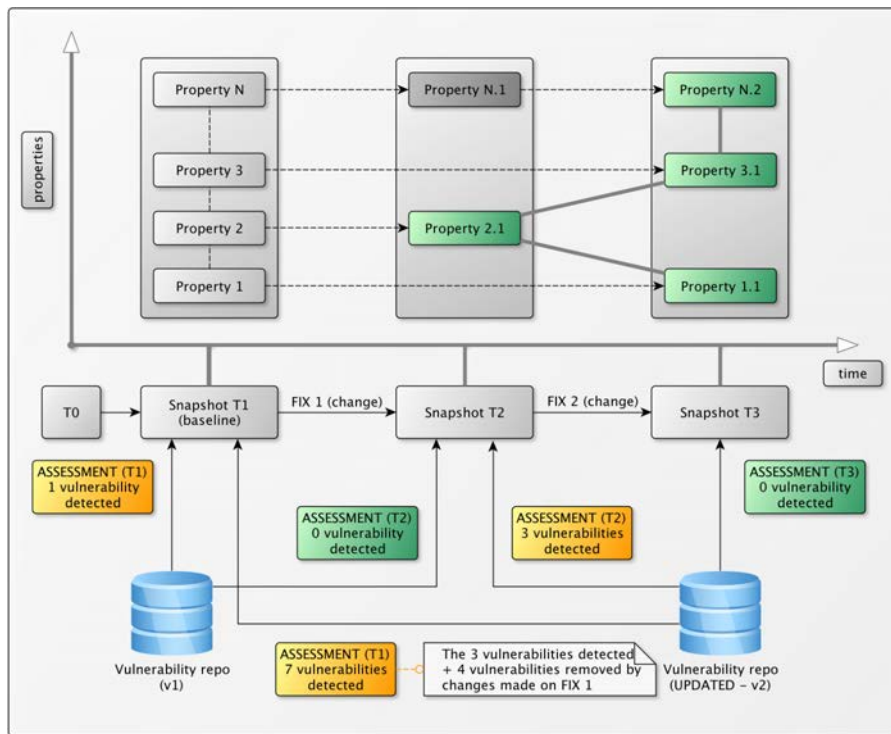 Property N
Property N.1
Property N.2
properties
Property 3
Property 3.1
Property 2
Property 2.1
Property 1
Property 1.1
time
T0
Snapshot T1
(baseline)
FIX 1 (change)
Snapshot T2
FIX 2 (change)
Snapshot T3
ASSESSMENT (T1)
1 vulnerability
detected
ASSESSMENT (T2)
0 vulnerability
detected
ASSESSMENT (T2)
3 vulnerabilities
detected
ASSESSMENT (T3)
0 vulnerability
detected
Vulnerability repo
(v1)
ASSESSMENT (T1)
7 vulnerabilities
detected
The 3 vulnerabilities detected
+ 4 vulnerabilities removed by
changes made on FIX 1
Vulnerability repo
(UPDATED - v2)